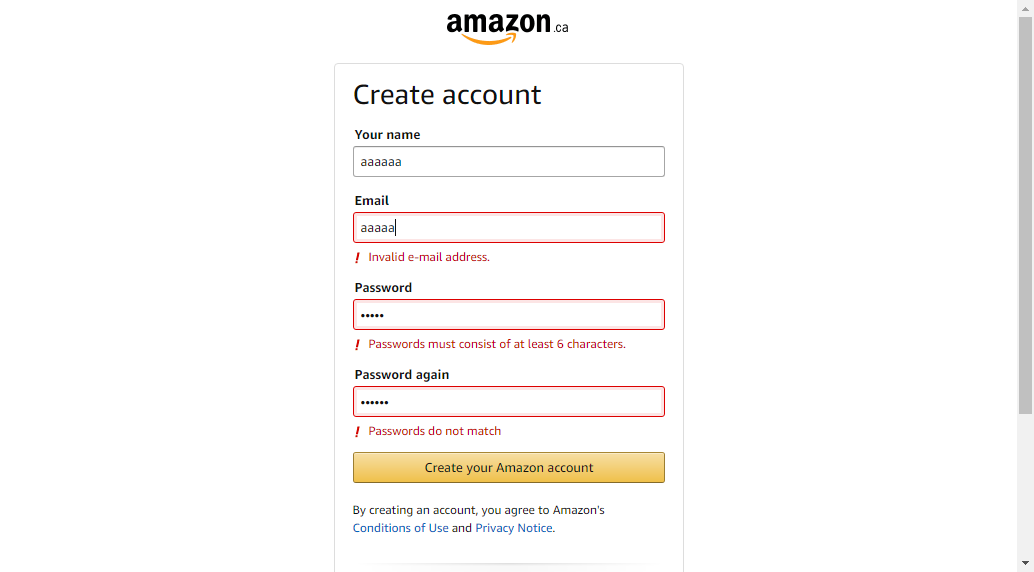 amazon.ca
Create account
Your name
aaaaaa
Email
aaaaa
! Invalid e-mail address.
Password
•••••
! Passwords must consist of at least 6 characters.
Password again
••••••
! Passwords do not match
Create your Amazon account
By creating an account, you agree to Amazon's
Conditions of Use and Privacy Notice.